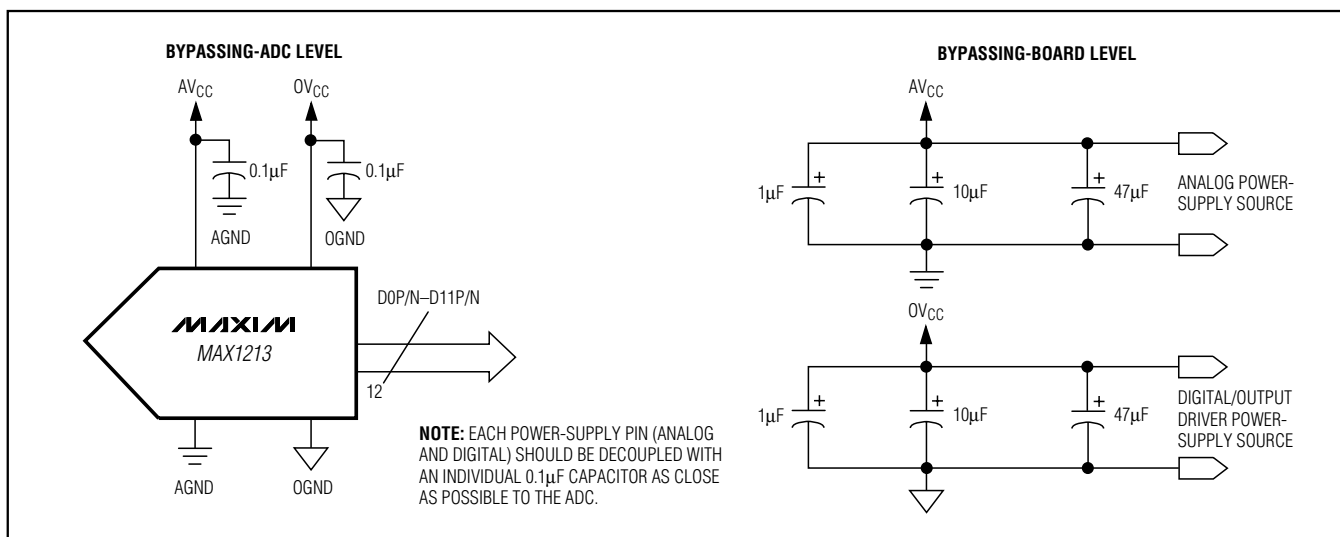 BYPASSING-ADC LEVEL
AVCC
OVCC
0.1μF
0.1μF
AGND
OGND
D0P/N–D11P/N
MAXIM
MAX1213
12
AGND
OGND
NOTE: EACH POWER-SUPPLY PIN (ANALOG
AND DIGITAL) SHOULD BE DECOUPLED WITH
AN INDIVIDUAL 0.1μF CAPACITOR AS CLOSE
AS POSSIBLE TO THE ADC.
BYPASSING-BOARD LEVEL
AVCC
+
+
+
1μF
10μF
47μF
ANALOG POWER-
SUPPLY SOURCE
OVCC
+
+
+
1μF
10μF
47μF
DIGITAL/OUTPUT
DRIVER POWER-
SUPPLY SOURCE